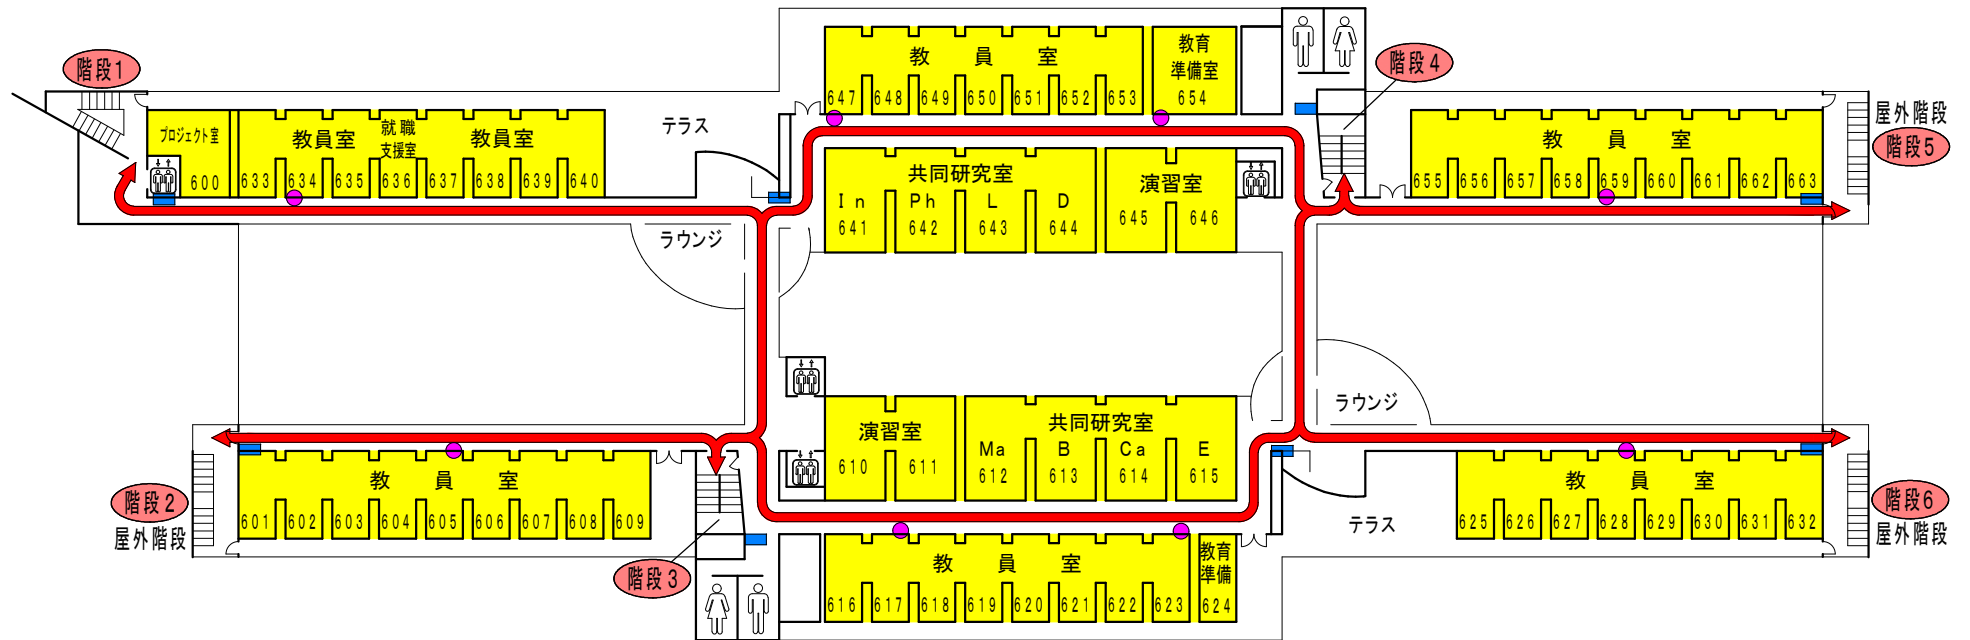 階段1
プロジェクト室
600
教員室
就職
支援室
教員室
633 634 635 636 637 638 639 640
テラス
教員室
647 648 649 650 651 652 653
教育
準備室
654
階段4
屋外階段
階段5
教員室
655 656 657 658 659 660 661 662 663
共同研究室
In Ph L D
641 642 643 644
演習室
645 646
ラウンジ
ラウンジ
演習室
610 611
共同研究室
Ma B Ca E
612 613 614 615
教員室
601 602 603 604 605 606 607 608 609
階段2
屋外階段
階段3
教員室
616 617 618 619 620 621 622 623
教育
準備
624
テラス
教員室
625 626 627 628 629 630 631 632
階段6
屋外階段